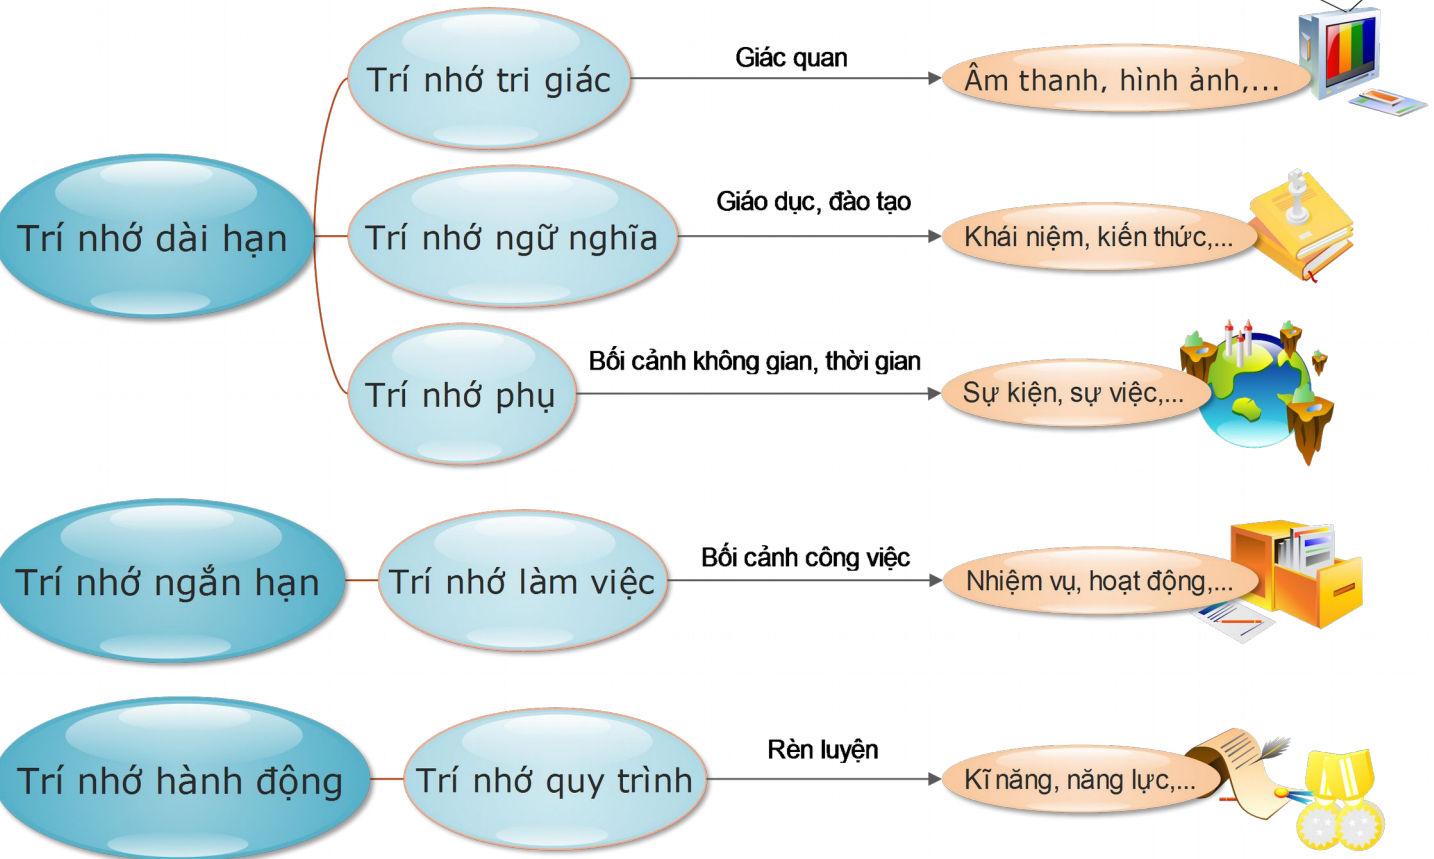 Trí nhớ dài hạn
Trí nhớ tri giác
Giác quan
Âm thanh, hình ảnh,...
Trí nhớ ngữ nghĩa
Giáo dục, đào tạo
Khái niệm, kiến thức,...
Trí nhớ phụ
Bối cảnh không gian, thời gian
Sự kiện, sự việc,...
Trí nhớ ngắn hạn
Trí nhớ làm việc
Bối cảnh công việc
Nhiệm vụ, hoạt động,...
Trí nhớ hành động
Trí nhớ quy trình
Rèn luyện
Kĩ năng, năng lực,...